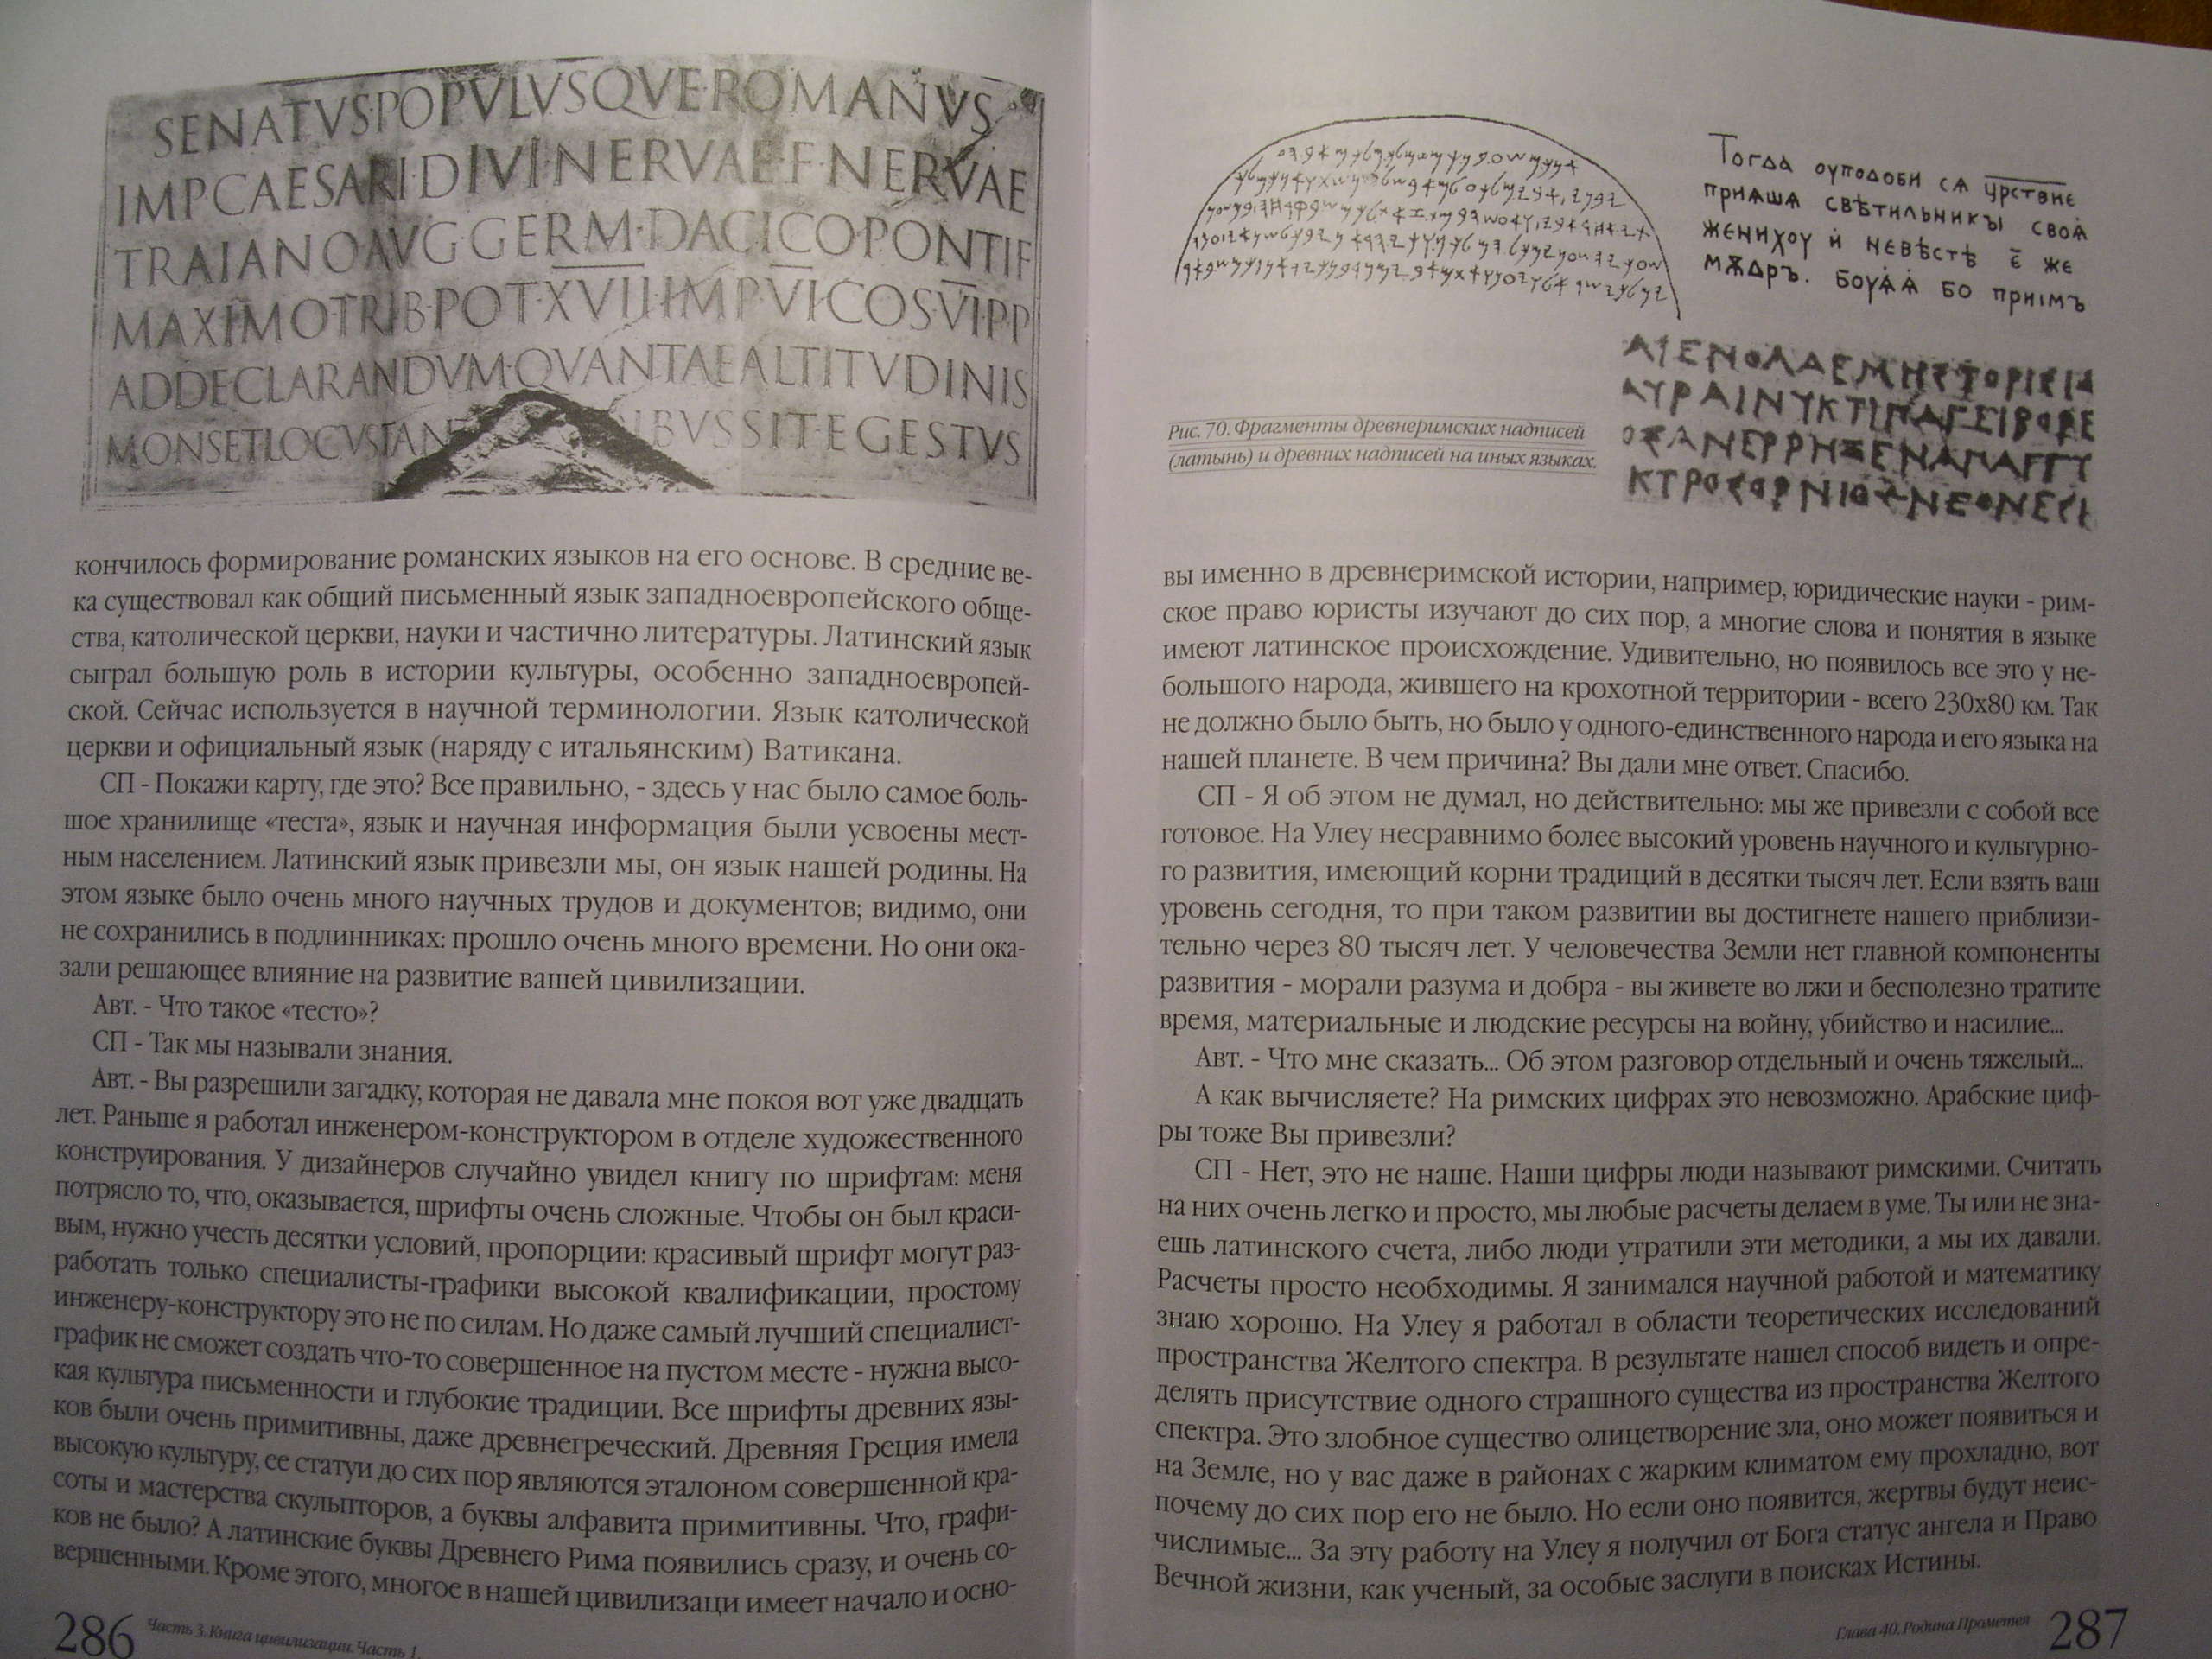 SENATVS·POPVLVSQVE·ROMANVS
IMP·CAESARI·DIVI·NERVAE·F·NERVAE
TRAIANO·AVG·GERM·DACICO·PONTIF
MAXIMO·TRIB·POT·XVII·IMP·VI·COS·VI·P·P
AD·DECLARANDVM·QVANTAE·ALTITVDINIS
MONS·ET·LOCVS·TAN IBVS·SIT·EGESTVS
кончилось формирование романских языков на его основе. В средние ве-
ка существовал как общий письменный язык западноевропейского обще-
ства, католической церкви, науки и частично литературы. Латинский язык
сыграл большую роль в истории культуры, особенно западноевропей-
ской. Сейчас используется в научной терминологии. Язык католической
церкви и официальный язык (наряду с итальянским) Ватикана.
СП - Покажи карту, где это? Все правильно, - здесь у нас было самое боль-
шое хранилище «теста», язык и научная информация были усвоены мест-
ным населением. Латинский язык привезли мы, он язык нашей родины. На
этом языке было очень много научных трудов и документов; видимо, они
не сохранились в подлинниках: прошло очень много времени. Но они ока-
зали решающее влияние на развитие вашей цивилизации.
Авт. - Что такое «тесто»?
СП - Так мы называли знания.
Авт. - Вы разрешили загадку, которая не давала мне покоя вот уже двадцать
лет. Раньше я работал инженером-конструктором в отделе художественного
конструирования. У дизайнеров случайно увидел книгу по шрифтам: меня
потрясло то, что, оказывается, шрифты очень сложные. Чтобы он был краси-
вым, нужно учесть десятки условий, пропорции: красивый шрифт могут раз-
работать только специалисты-графики высокой квалификации, простому
инженеру-конструктору это не по силам. Но даже самый лучший специалист-
график не сможет создать что-то совершенное на пустом месте - нужна высо-
кая культура письменности и глубокие традиции. Все шрифты древних язы-
ков были очень примитивны, даже древнегреческий. Древняя Греция имела
высокую культуру, ее статуи до сих пор являются эталоном совершенной кра-
соты и мастерства скульпторов, а буквы алфавита примитивны. Что, графи-
ков не было? А латинские буквы Древнего Рима появились сразу, и очень со-
вершенными. Кроме этого, многое в нашей цивилизаци имеет начало и осно-
286 Часть 3. Книга цивилизации. Часть 1.
Тогда оуподоби сѧ црствие
приѧшѧ свѣтильникъі своѧ
женихоу и невѣстѣ е же
мѫдръ. боуѧѧ бо приімъ
Рис. 70. Фрагменты древнеримских надписей
(латынь) и древних надписей на иных языках.
вы именно в древнеримской истории, например, юридические науки - рим-
ское право юристы изучают до сих пор, а многие слова и понятия в языке
имеют латинское происхождение. Удивительно, но появилось все это у не-
большого народа, жившего на крохотной территории - всего 230х80 км. Так
не должно было быть, но было у одного-единственного народа и его языка на
нашей планете. В чем причина? Вы дали мне ответ. Спасибо.
СП - Я об этом не думал, но действительно: мы же привезли с собой все
готовое. На Улеу несравнимо более высокий уровень научного и культурно-
го развития, имеющий корни традиций в десятки тысяч лет. Если взять ваш
уровень сегодня, то при таком развитии вы достигнете нашего приблизи-
тельно через 80 тысяч лет. У человечества Земли нет главной компоненты
развития - морали разума и добра - вы живете во лжи и бесполезно тратите
время, материальные и людские ресурсы на войну, убийство и насилие...
Авт. - Что мне сказать... Об этом разговор отдельный и очень тяжелый...
А как вычисляете? На римских цифрах это невозможно. Арабские циф-
ры тоже Вы привезли?
СП - Нет, это не наше. Наши цифры люди называют римскими. Считать
на них очень легко и просто, мы любые расчеты делаем в уме. Ты или не зна-
ешь латинского счета, либо люди утратили эти методики, а мы их давали.
Расчеты просто необходимы. Я занимался научной работой и математику
знаю хорошо. На Улеу я работал в области теоретических исследований
пространства Желтого спектра. В результате нашел способ видеть и опре-
делять присутствие одного страшного существа из пространства Желтого
спектра. Это злобное существо олицетворение зла, оно может появиться и
на Земле, но у вас даже в районах с жарким климатом ему прохладно, вот
почему до сих пор его не было. Но если оно появится, жертвы будут неис-
числимые... За эту работу на Улеу я получил от Бога статус ангела и Право
Вечной жизни, как ученый, за особые заслуги в поисках Истины.
Глава 40. Родина Прометея 287